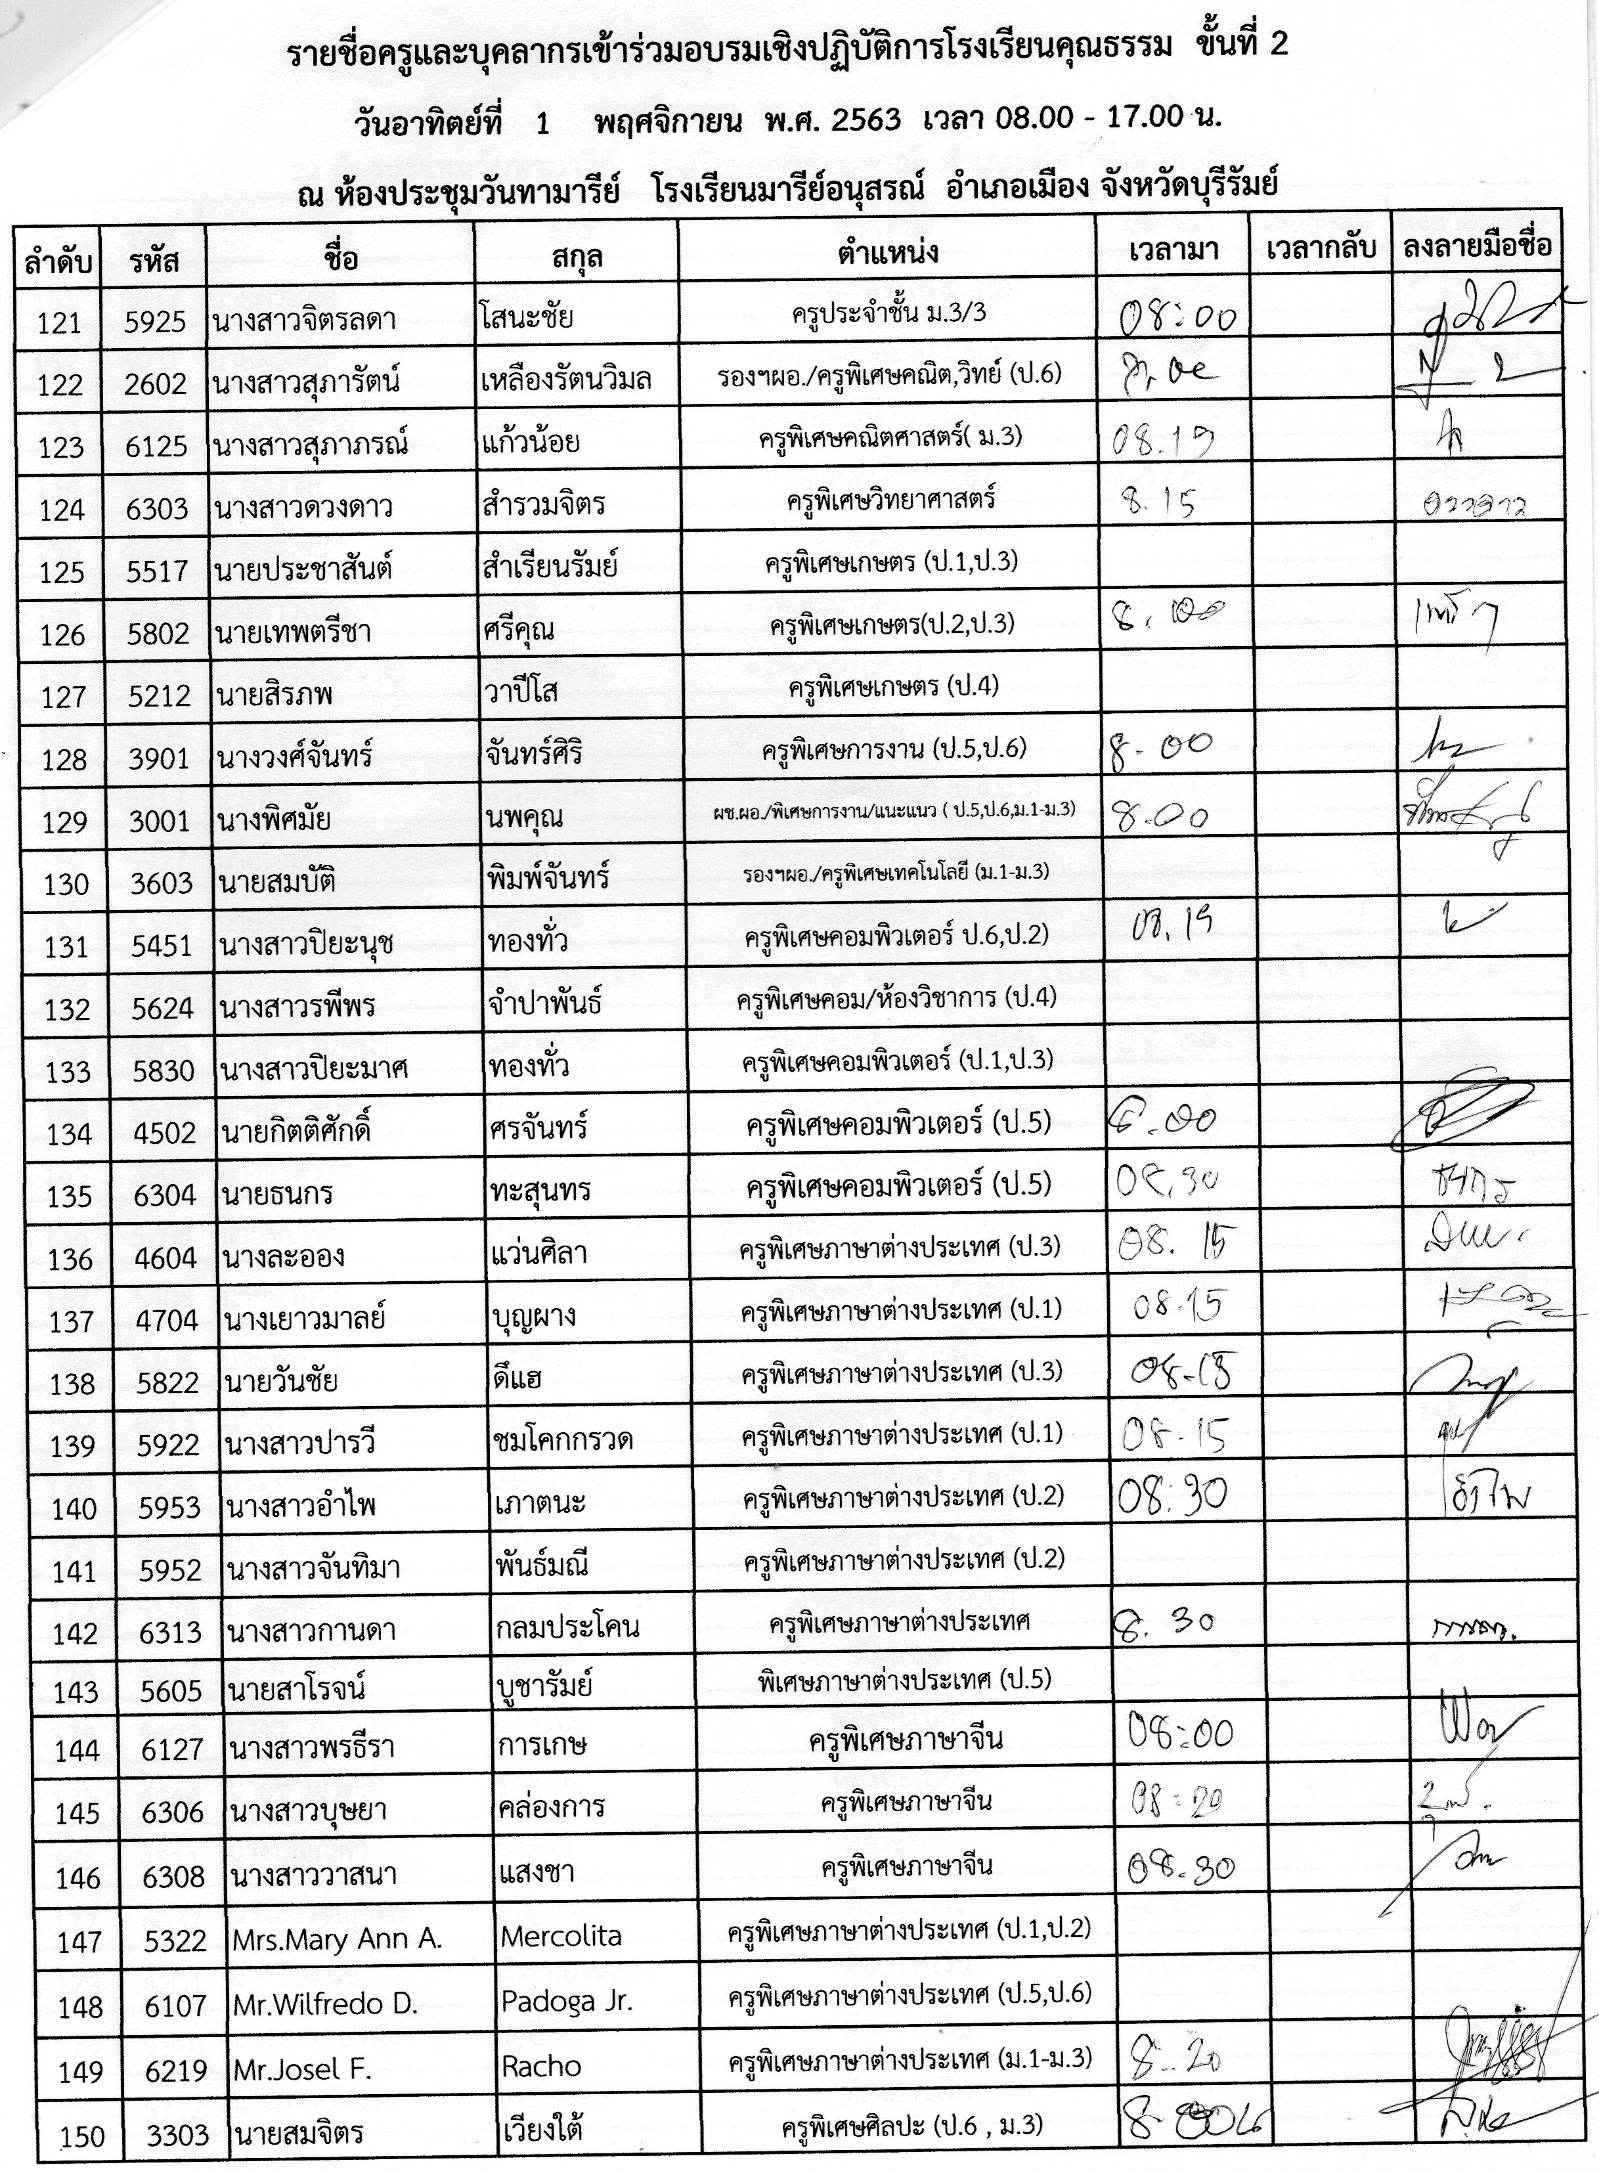 รายชื่อครูและบุคลากรเข้าร่วมอบรมเชิงปฏิบัติการโรงเรียนคุณธรรม ขั้นที่ 2
วันอาทิตย์ที่ 1 พฤศจิกายน พ.ศ. 2563 เวลา 08.00 - 17.00 น.
ณ ห้องประชุมวันทามารีย์ โรงเรียนมารีย์อนุสรณ์ อำเภอเมือง จังหวัดบุรีรัมย์
ลำดับ รหัส ชื่อ สกุล ตำแหน่ง เวลามา เวลากลับ ลงลายมือชื่อ
121 5925 นางสาวจิตรลดา โสนะชัย ครูประจำชั้น ม.3/3 08:00
122 2602 นางสาวสุภารัตน์ เหลืองรัตนวิมล รองฯผอ./ครูพิเศษคณิต,วิทย์ (ป.6)
123 6125 นางสาวสุภาภรณ์ แก้วน้อย ครูพิเศษคณิตศาสตร์( ม.3) 08.19
124 6303 นางสาวดวงดาว สำรวมจิตร ครูพิเศษวิทยาศาสตร์ 8.15 ดวงดาว
125 5517 นายประชาสันต์ สำเรียนรัมย์ ครูพิเศษเกษตร (ป.1,ป.3)
126 5802 นายเทพตรีชา ศรีคุณ ครูพิเศษเกษตร(ป.2,ป.3)
127 5212 นายสิรภพ วาปีโส ครูพิเศษเกษตร (ป.4)
128 3901 นางวงศ์จันทร์ จันทร์ศิริ ครูพิเศษการงาน (ป.5,ป.6) 8.00
129 3001 นางพิศมัย นพคุณ ผช.ผอ./พิเศษการงาน/แนะแนว ( ป.5,ป.6,ม.1-ม.3) 8.00
130 3603 นายสมบัติ พิมพ์จันทร์ รองฯผอ./ครูพิเศษเทคโนโลยี (ม.1-ม.3)
131 5451 นางสาวปิยะนุช ทองทั่ว ครูพิเศษคอมพิวเตอร์ ป.6,ป.2) 08.19
132 5624 นางสาวรพีพร จำปาพันธ์ ครูพิเศษคอม/ห้องวิชาการ (ป.4)
133 5830 นางสาวปิยะมาศ ทองทั่ว ครูพิเศษคอมพิวเตอร์ (ป.1,ป.3)
134 4502 นายกิตติศักดิ์ ศรจันทร์ ครูพิเศษคอมพิวเตอร์ (ป.5)
135 6304 นายธนกร ทะสุนทร ครูพิเศษคอมพิวเตอร์ (ป.5) 08.30 ธนกร
136 4604 นางละออง แว่นศิลา ครูพิเศษภาษาต่างประเทศ (ป.3) 08.15
137 4704 นางเยาวมาลย์ บุญผาง ครูพิเศษภาษาต่างประเทศ (ป.1) 08.15
138 5822 นายวันชัย ดีแฮ ครูพิเศษภาษาต่างประเทศ (ป.3) 08-15
139 5922 นางสาวปารวี ชมโคกกรวด ครูพิเศษภาษาต่างประเทศ (ป.1) 08-15
140 5953 นางสาวอำไพ เภาตนะ ครูพิเศษภาษาต่างประเทศ (ป.2) 08:30 อำไพ
141 5952 นางสาวจันทิมา พันธ์มณี ครูพิเศษภาษาต่างประเทศ (ป.2)
142 6313 นางสาวกานดา กลมประโคน ครูพิเศษภาษาต่างประเทศ 8.30
143 5605 นายสาโรจน์ บูชารัมย์ พิเศษภาษาต่างประเทศ (ป.5)
144 6127 นางสาวพรธีรา การเกษ ครูพิเศษภาษาจีน 08:00
145 6306 นางสาวบุษยา คล่องการ ครูพิเศษภาษาจีน 08:20
146 6308 นางสาววาสนา แสงชา ครูพิเศษภาษาจีน 08.30
147 5322 Mrs.Mary Ann A. Mercolita ครูพิเศษภาษาต่างประเทศ (ป.1,ป.2)
148 6107 Mr.Wilfredo D. Padoga Jr. ครูพิเศษภาษาต่างประเทศ (ป.5,ป.6)
149 6219 Mr.Josel F. Racho ครูพิเศษภาษาต่างประเทศ (ม.1-ม.3) 8.20
150 3303 นายสมจิตร เวียงใต้ ครูพิเศษศิลปะ (ป.6 , ม.3)